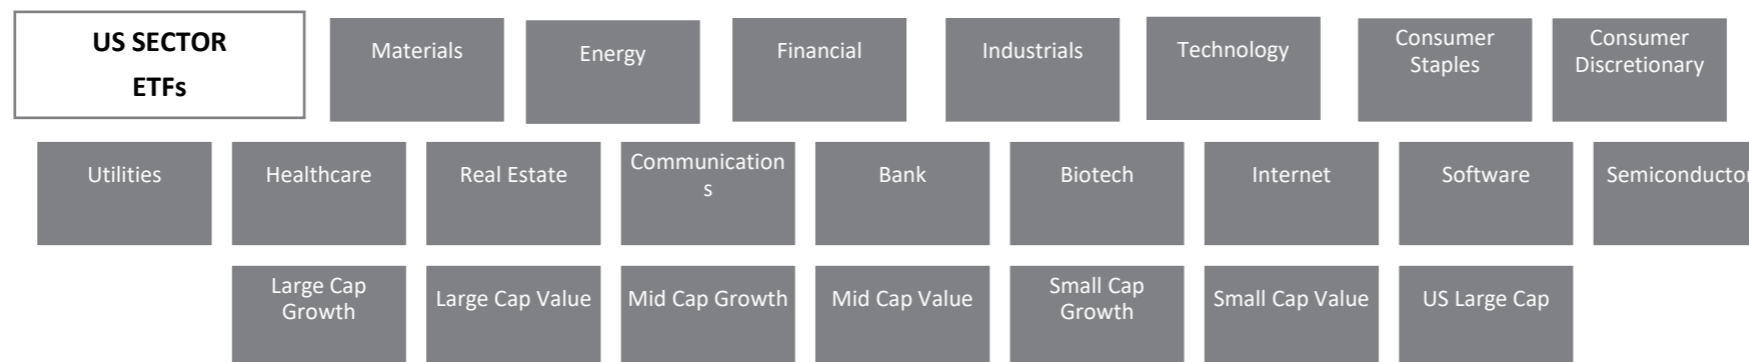 US SECTOR
ETFs
Materials
Energy
Financial
Industrials
Technology
Consumer
Staples
Consumer
Discretionary
Utilities
Healthcare
Real Estate
Communication
s
Bank
Biotech
Internet
Software
Semiconductor
Large Cap
Growth
Large Cap Value
Mid Cap Growth
Mid Cap Value
Small Cap
Growth
Small Cap Value
US Large Cap